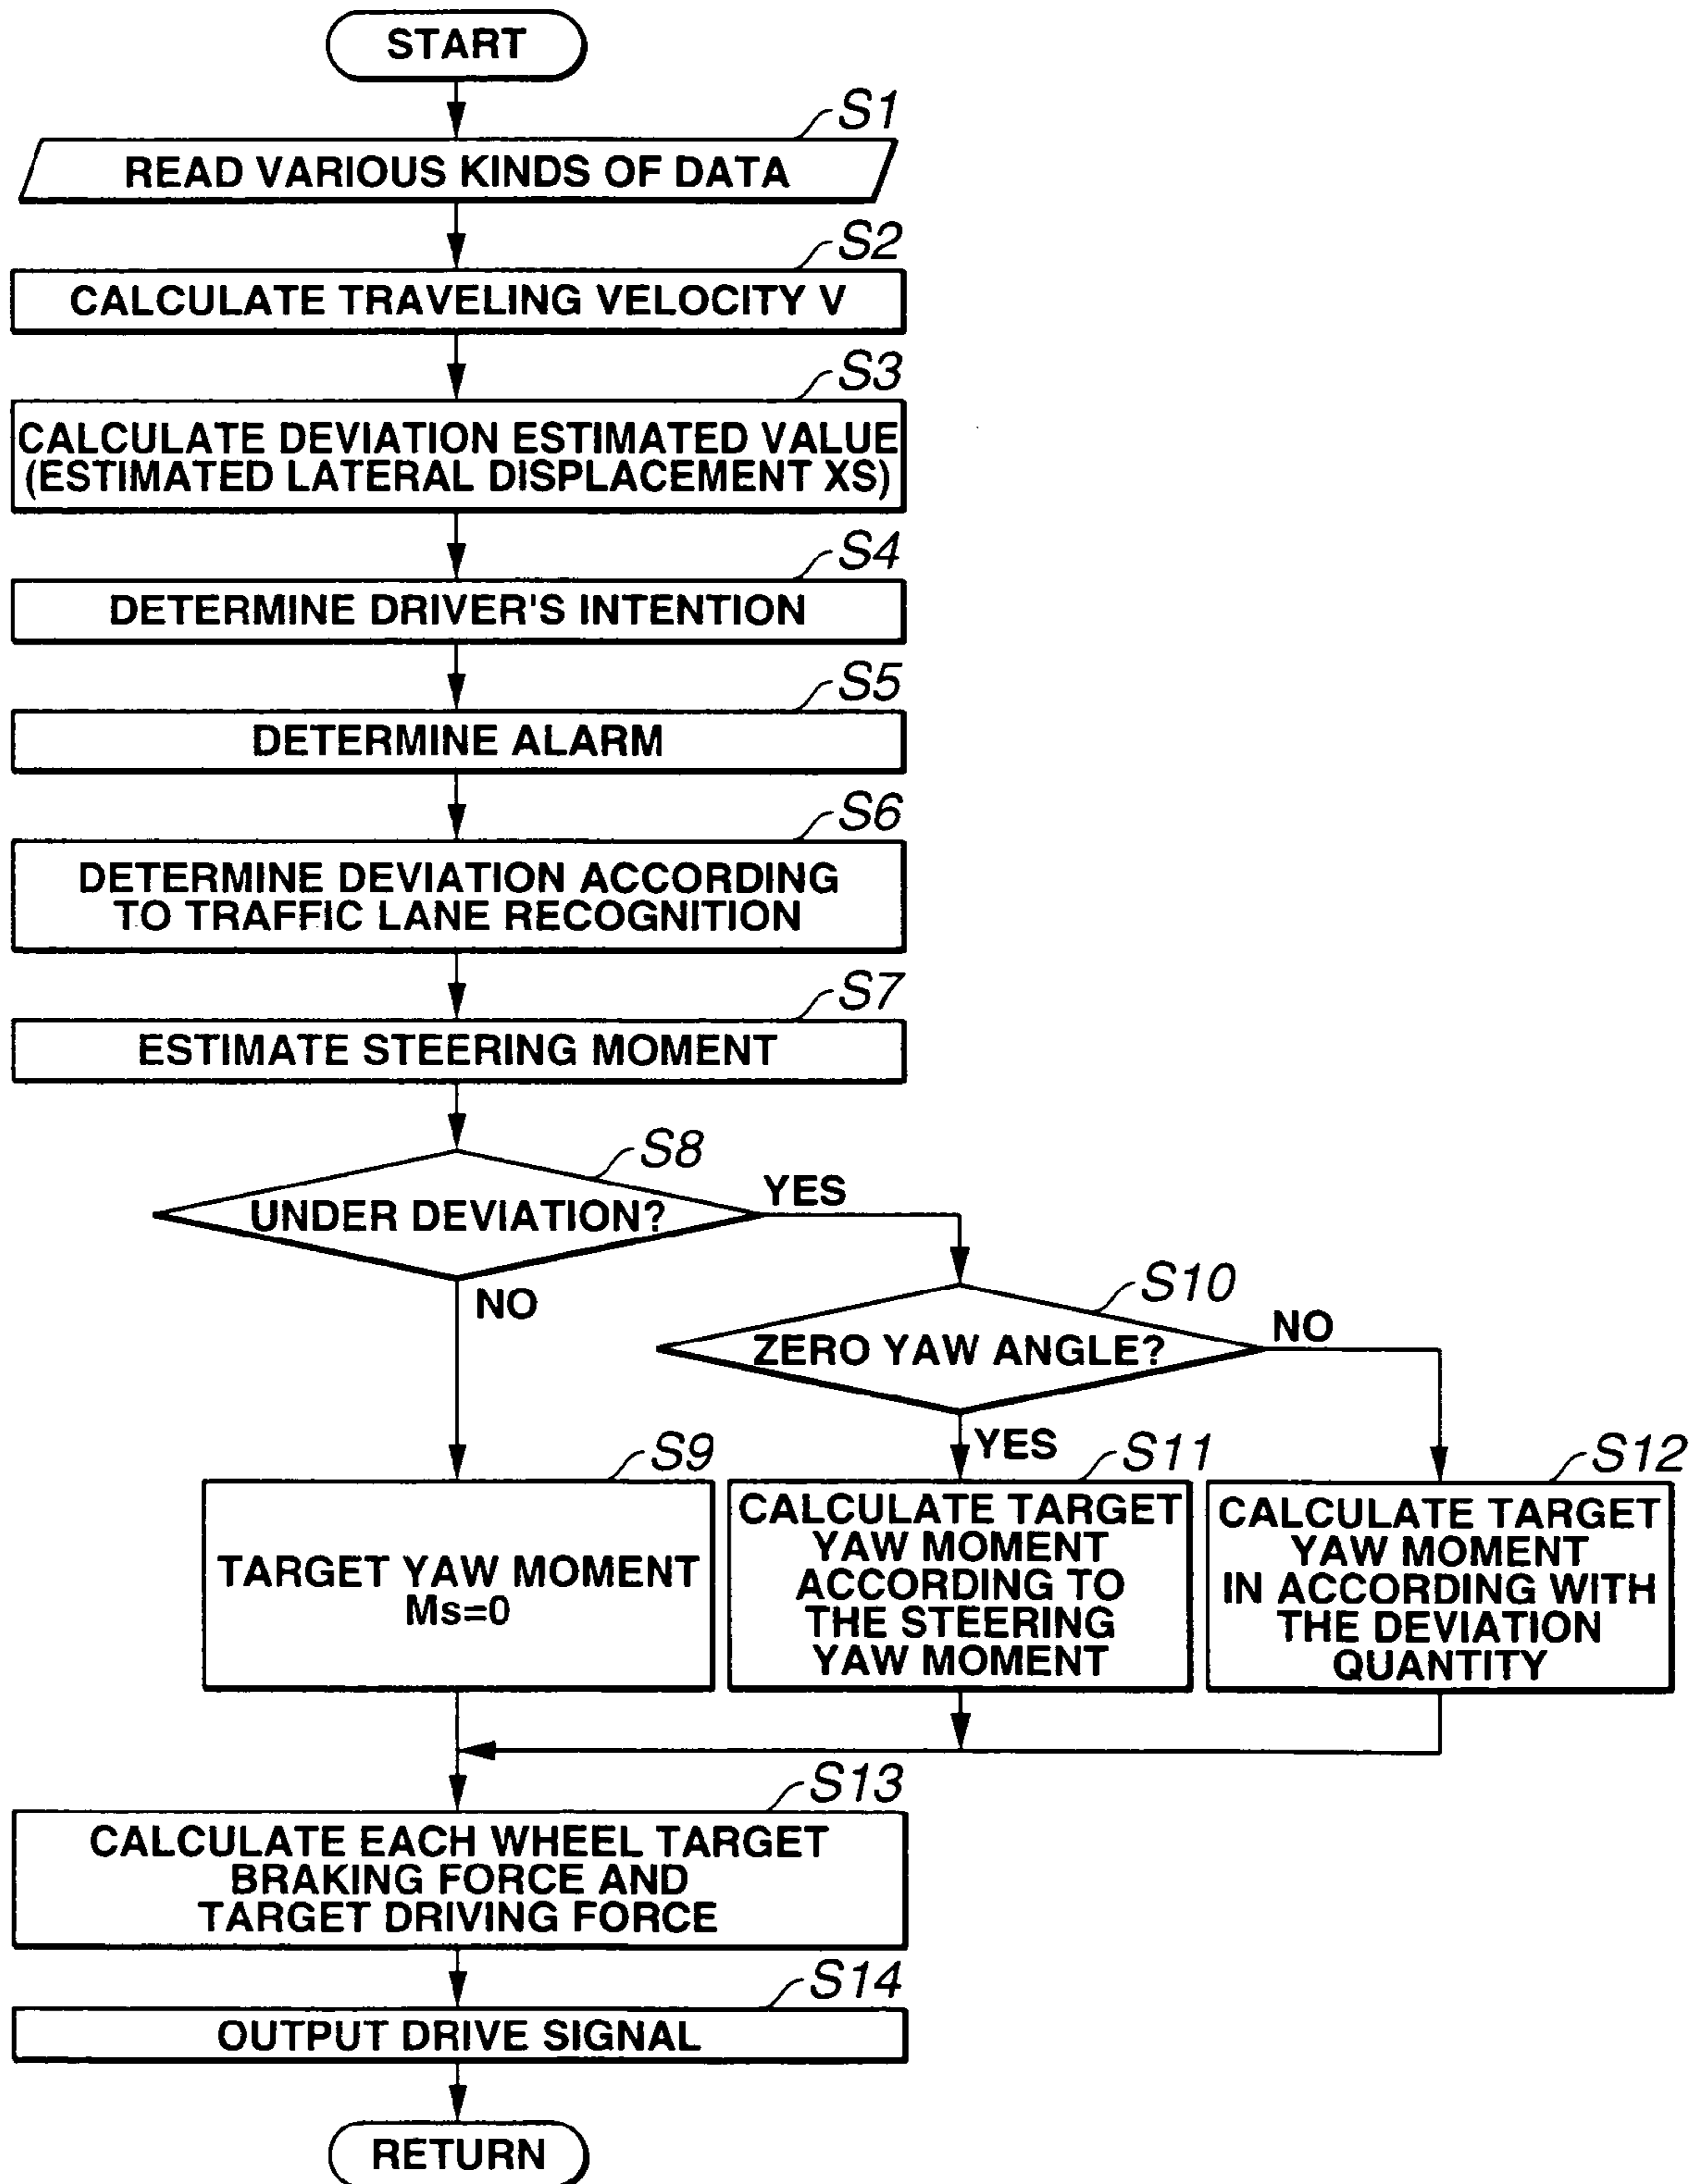 START
S1
READ VARIOUS KINDS OF DATA
S2
CALCULATE TRAVELING VELOCITY V
S3
CALCULATE DEVIATION ESTIMATED VALUE
(ESTIMATED LATERAL DISPLACEMENT XS)
S4
DETERMINE DRIVER'S INTENTION
S5
DETERMINE ALARM
S6
DETERMINE DEVIATION ACCORDING
TO TRAFFIC LANE RECOGNITION
S7
ESTIMATE STEERING MOMENT
S8
UNDER DEVIATION?
YES
NO
S10
ZERO YAW ANGLE?
NO
YES
S9
TARGET YAW MOMENT
Ms=0
S11
CALCULATE TARGET
YAW MOMENT
ACCORDING TO
THE STEERING
YAW MOMENT
S12
CALCULATE TARGET
YAW MOMENT
IN ACCORDING WITH
THE DEVIATION
QUANTITY
S13
CALCULATE EACH WHEEL TARGET
BRAKING FORCE AND
TARGET DRIVING FORCE
S14
OUTPUT DRIVE SIGNAL
RETURN